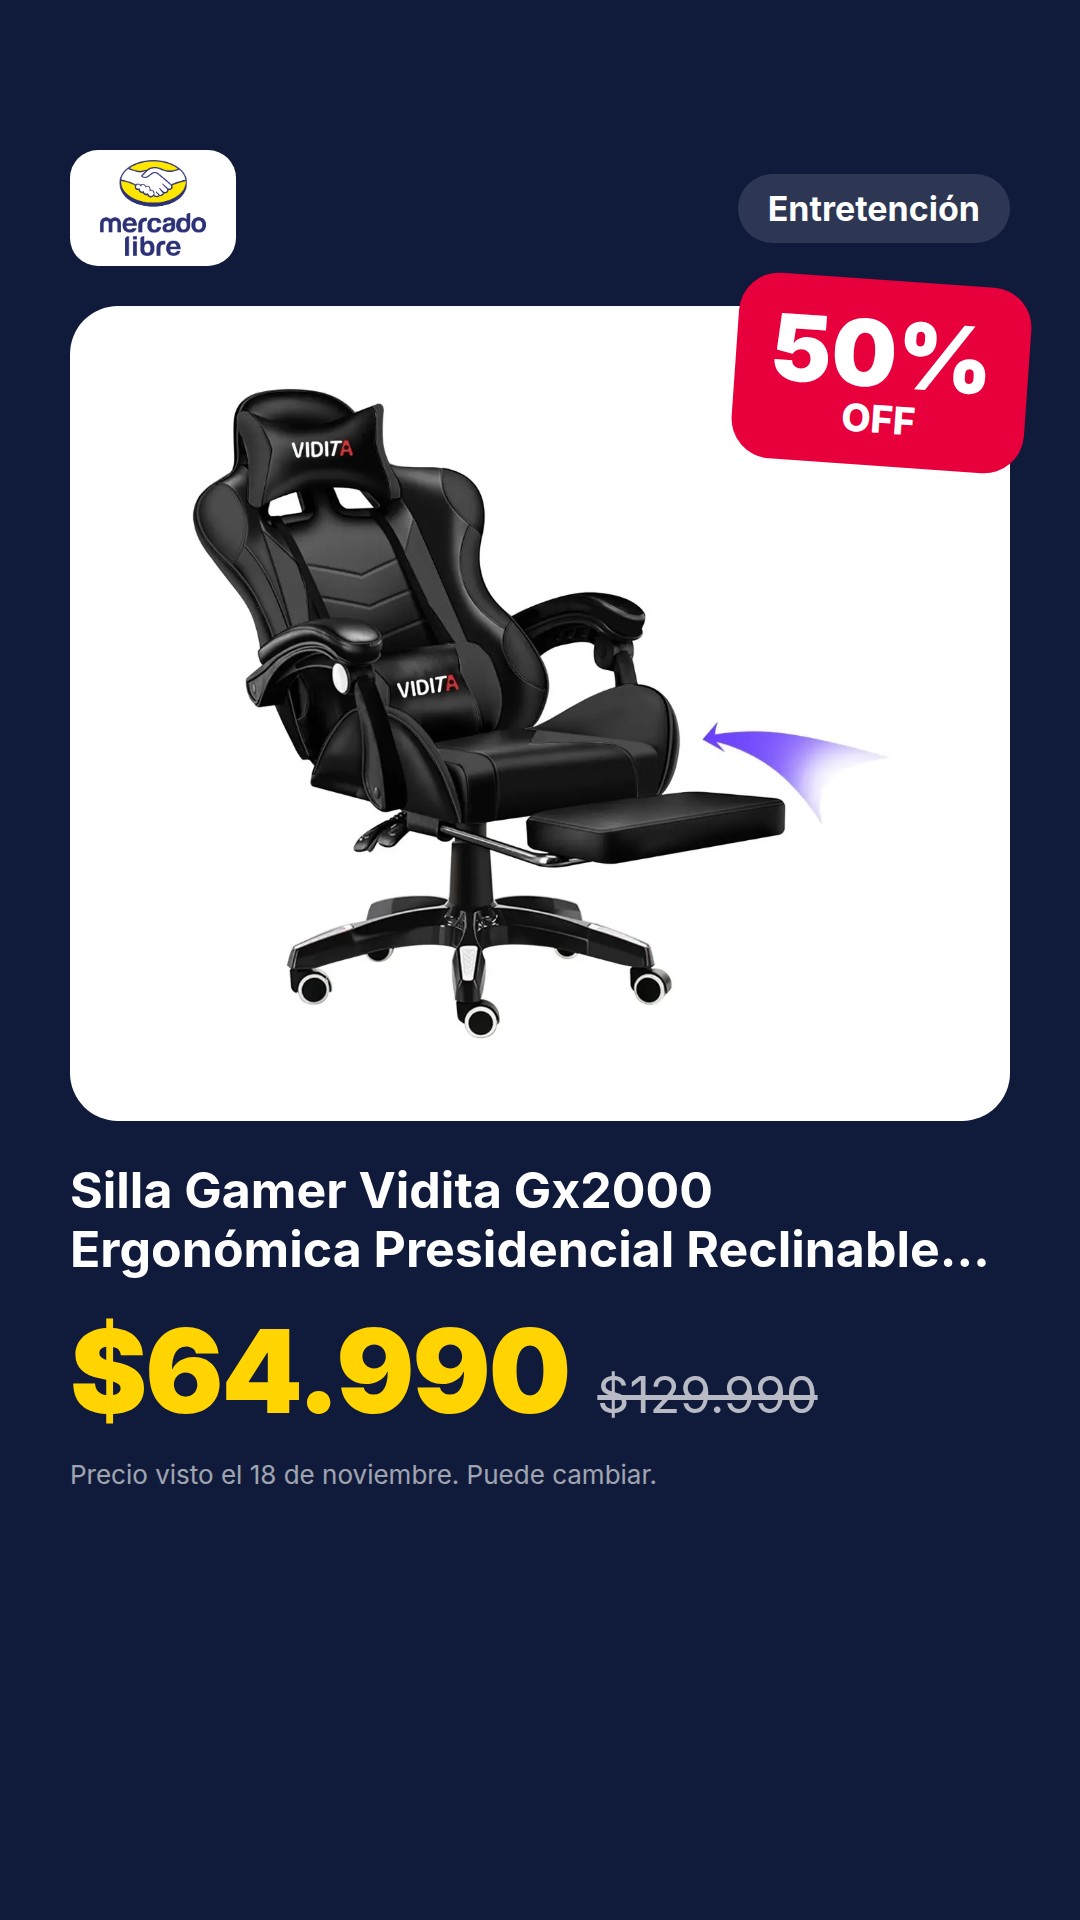 mercado
libre
Entretención
50%
OFF
VIDITA
VIDITA
Silla Gamer Vidita Gx2000
Ergonómica Presidencial Reclinable...
$64.990 $129.990
Precio visto el 18 de noviembre. Puede cambiar.